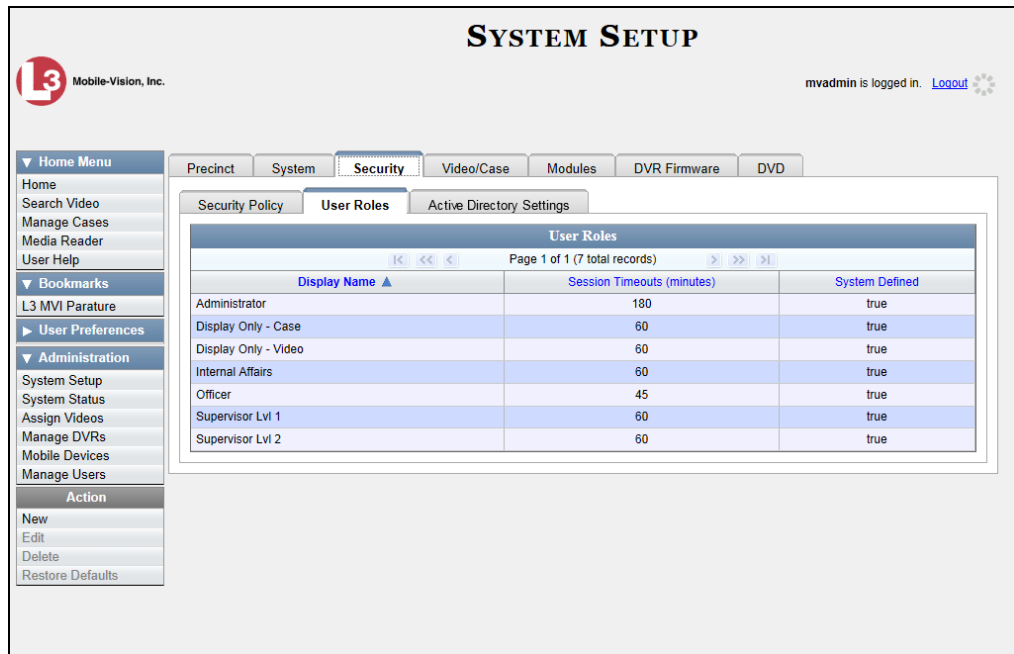 SYSTEM SETUP
L3 Mobile-Vision, Inc.
mvadmin is logged in. Logout
▼ Home Menu
Home
Search Video
Manage Cases
Media Reader
User Help
▼ Bookmarks
L3 MVI Parature
► User Preferences
▼ Administration
System Setup
System Status
Assign Videos
Manage DVRs
Mobile Devices
Manage Users
Action
New
Edit
Delete
Restore Defaults
Precinct System Security Video/Case Modules DVR Firmware DVD
Security Policy User Roles Active Directory Settings
User Roles
|< << < Page 1 of 1 (7 total records) > >> >|
Display Name ▲ Session Timeouts (minutes) System Defined
Administrator 180 true
Display Only - Case 60 true
Display Only - Video 60 true
Internal Affairs 60 true
Officer 45 true
Supervisor Lvl 1 60 true
Supervisor Lvl 2 60 true